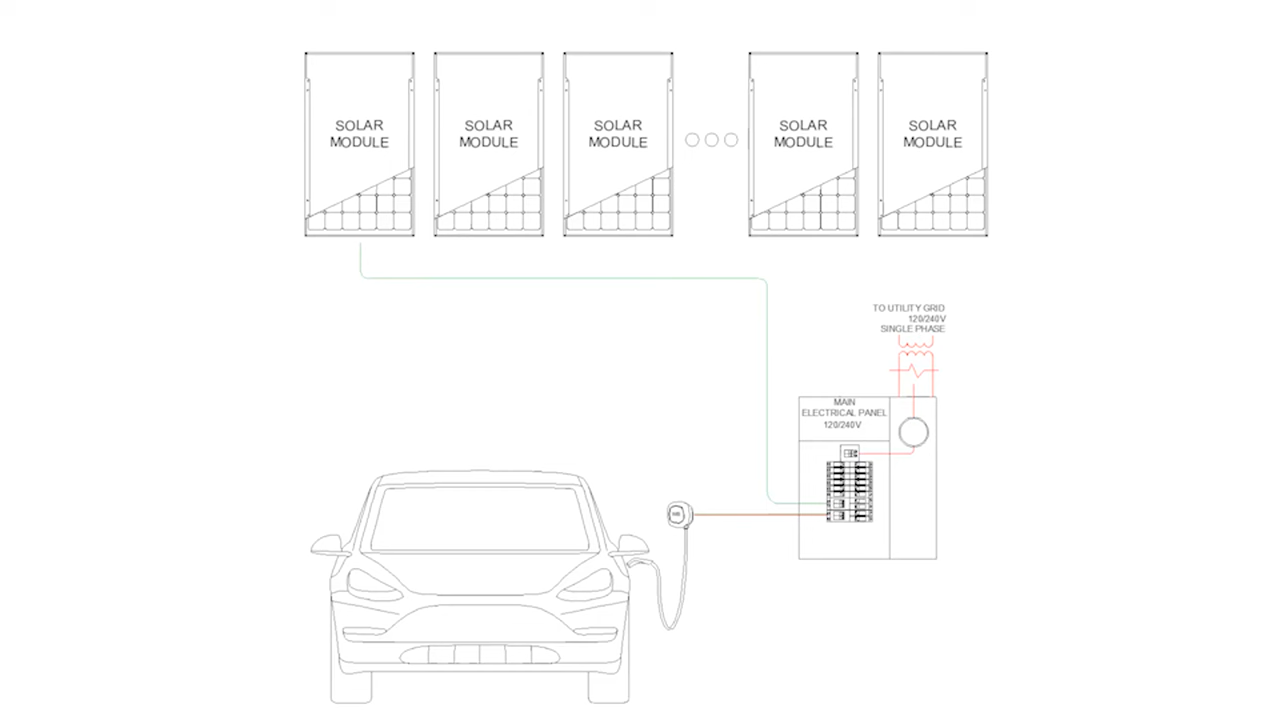 SOLAR
MODULE
SOLAR
MODULE
SOLAR
MODULE
SOLAR
MODULE
SOLAR
MODULE
TO UTILITY GRID
120/240V
SINGLE PHASE
MAIN
ELECTRICAL PANEL
120/240V